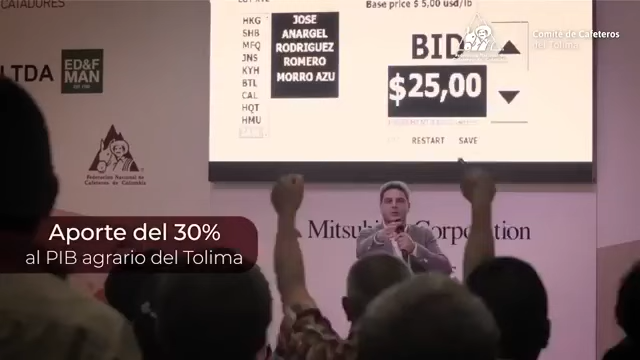 CATADORES
Base price $ 5,00 usd/lb
Comité de Cafeteros
del Tolima
HKG
SHB
MFQ
JNS
KYH
BTL
CAL
HQT
HMU
JOSE
ANARGEL
RODRIGUEZ
ROMERO
MORRO AZU
BID
$25,00
RESTART SAVE
LTDA
ED&F
MAN
Federación Nacional de
Cafeteros de Colombia
Mitsubi Corporation
Aporte del 30%
al PIB agrario del Tolima